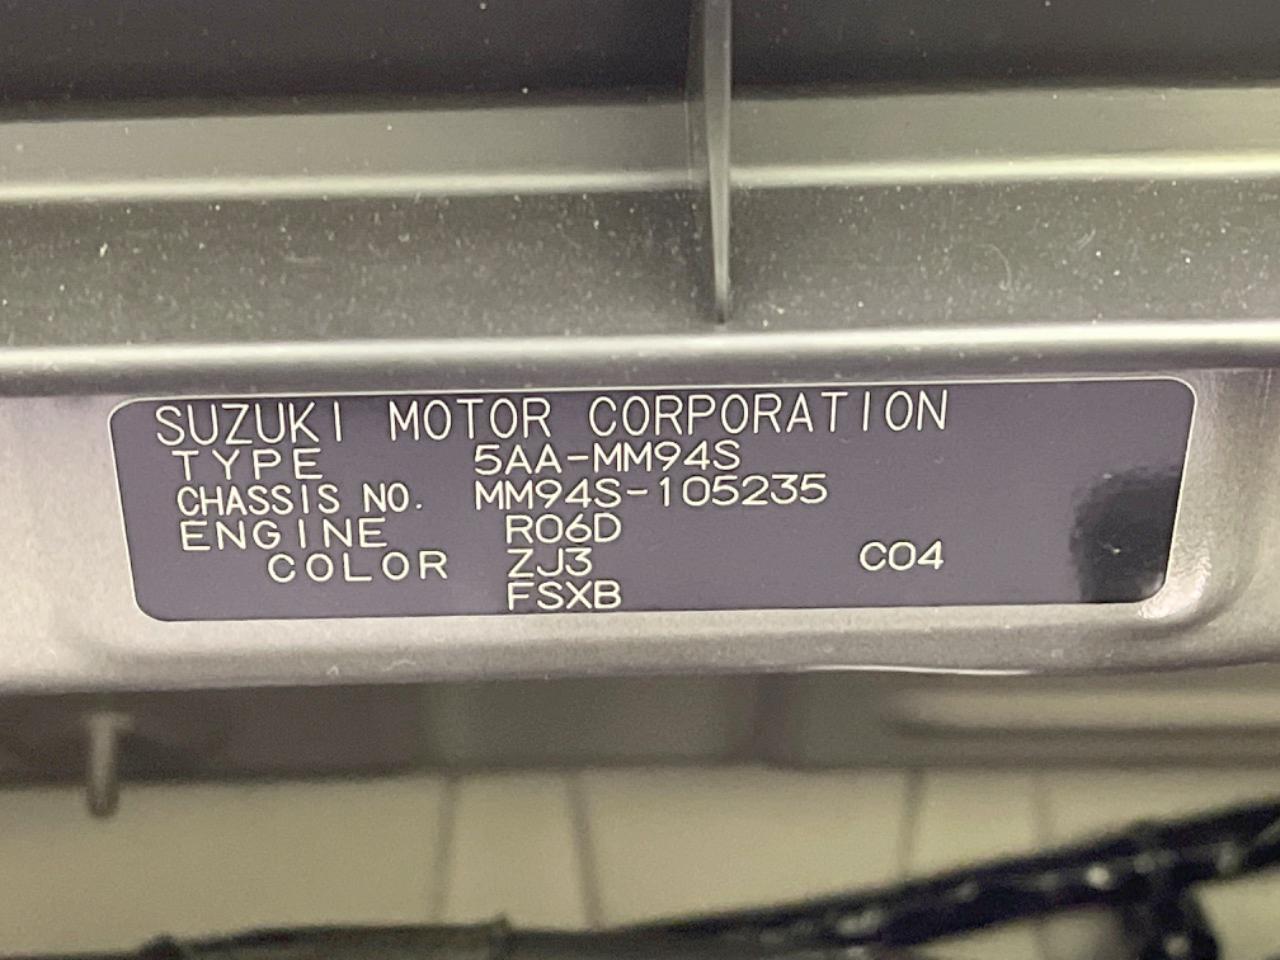 SUZUKI MOTOR CORPORATION
TYPE 5AA-MM94S
CHASSIS NO. MM94S-105235
ENGINE R06D
COLOR ZJ3 C04
FSXB